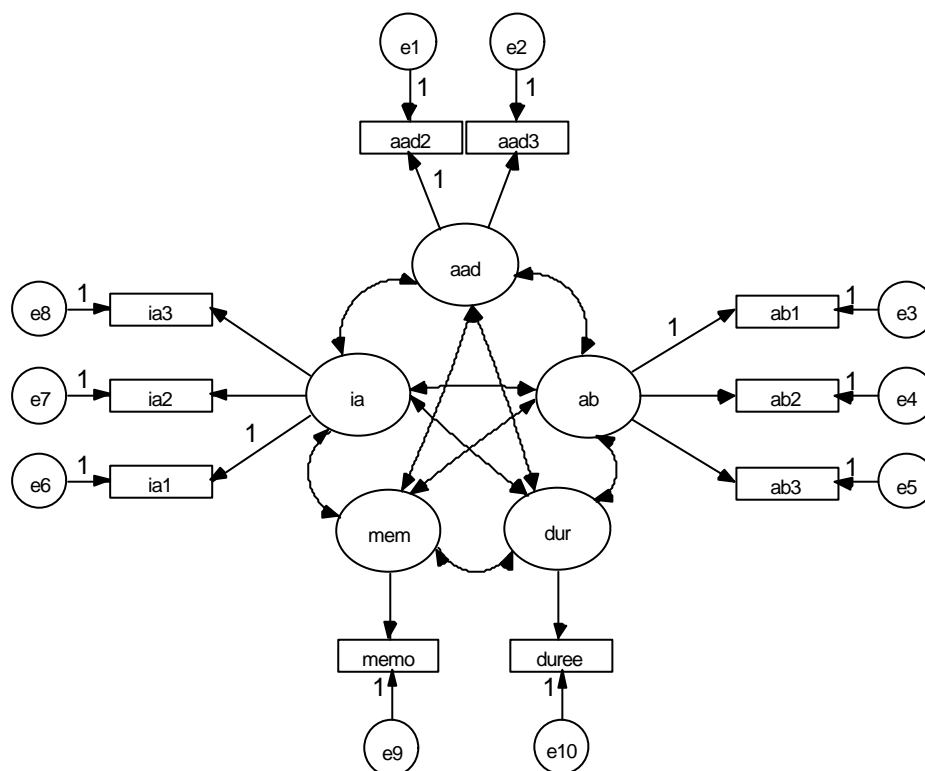 e1 e2
1 1
aad2 aad3
1
aad
e8 1 ia3 1 ab1 1 e3
e7 1 ia2 ia ab ab2 1 e4
1
e6 1 ia1 ab3 1 e5
mem dur
memo duree
1 1
e9 e10